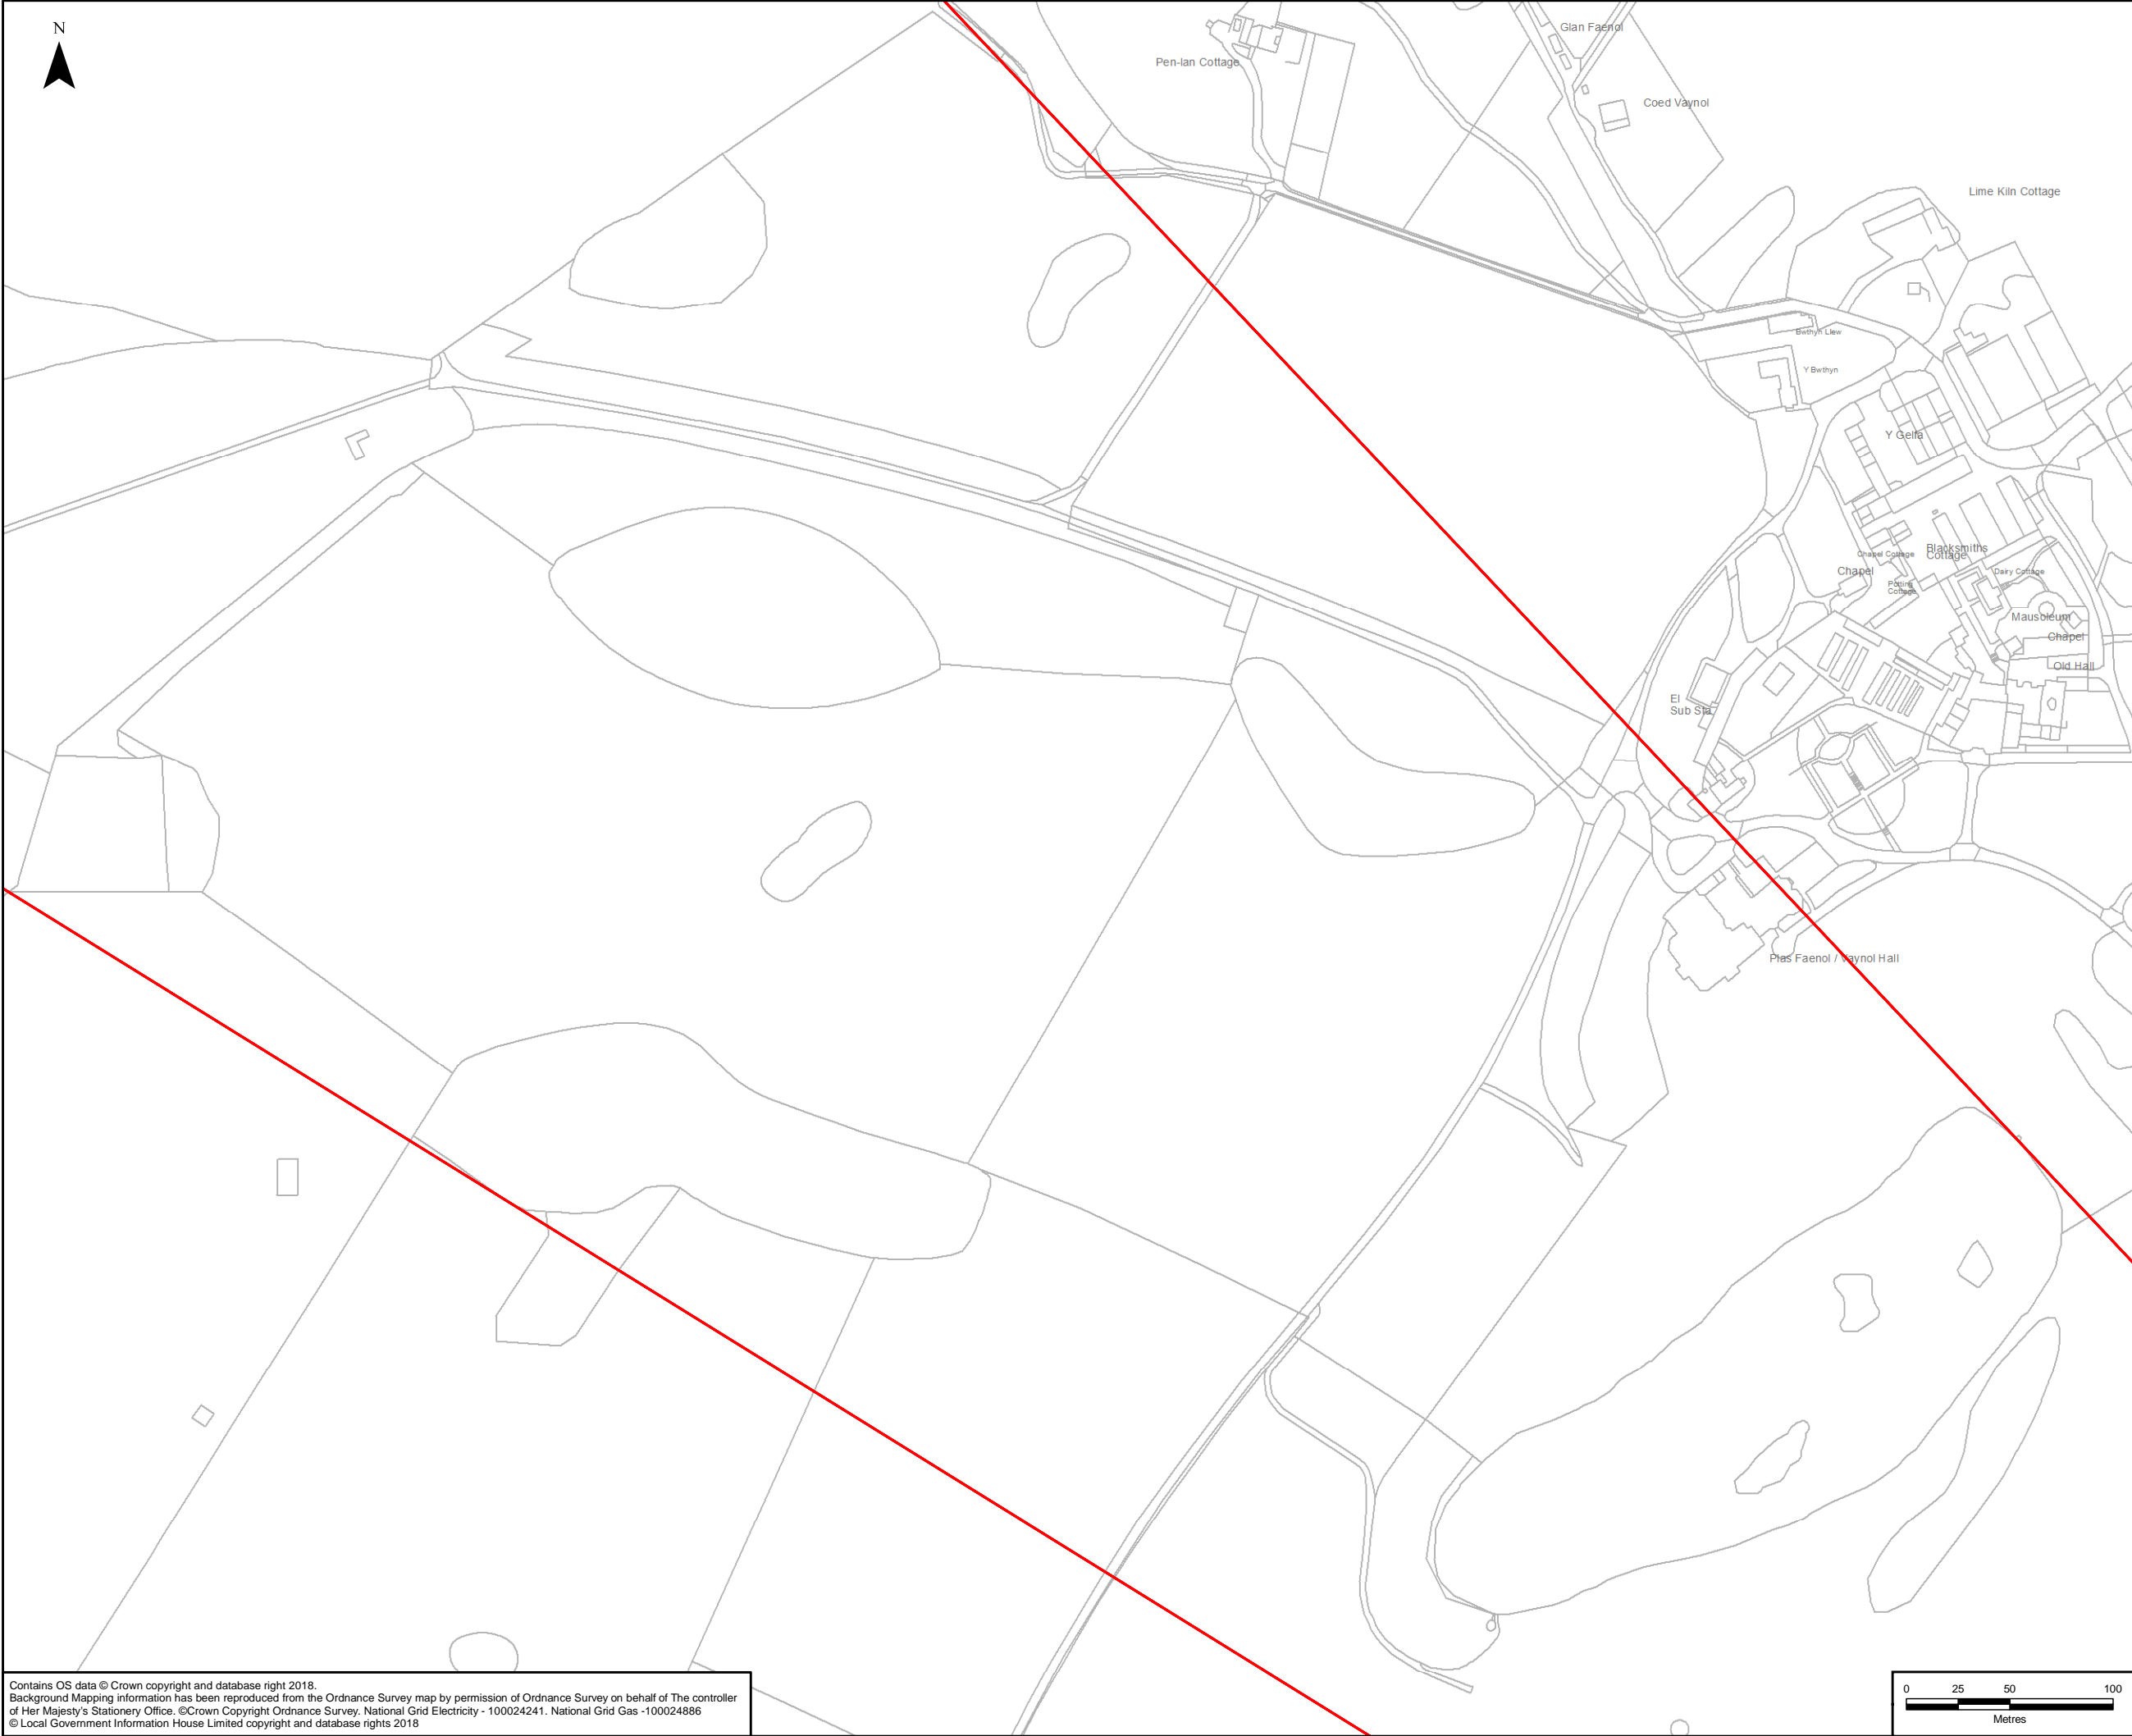 N
Glan Faenol
Pen-lan Cottage
Coed Vaynol
Lime Kiln Cottage
Bwthyn Llew
Y Bwthyn
Y Gelfa
Chapel Cottage
Blacksmiths
Cottage
Chapel
Dairy Cottage
Potting
Cottage
Mausoleum
Chapel
Old Hall
El
Sub Sta
Plas Faenol / Vaynol Hall
Contains OS data © Crown copyright and database right 2018.
Background Mapping information has been reproduced from the Ordnance Survey map by permission of Ordnance Survey on behalf of The controller
of Her Majesty's Stationery Office. ©Crown Copyright Ordnance Survey. National Grid Electricity - 100024241. National Grid Gas -100024886
© Local Government Information House Limited copyright and database rights 2018
0 25 50 100
Metres